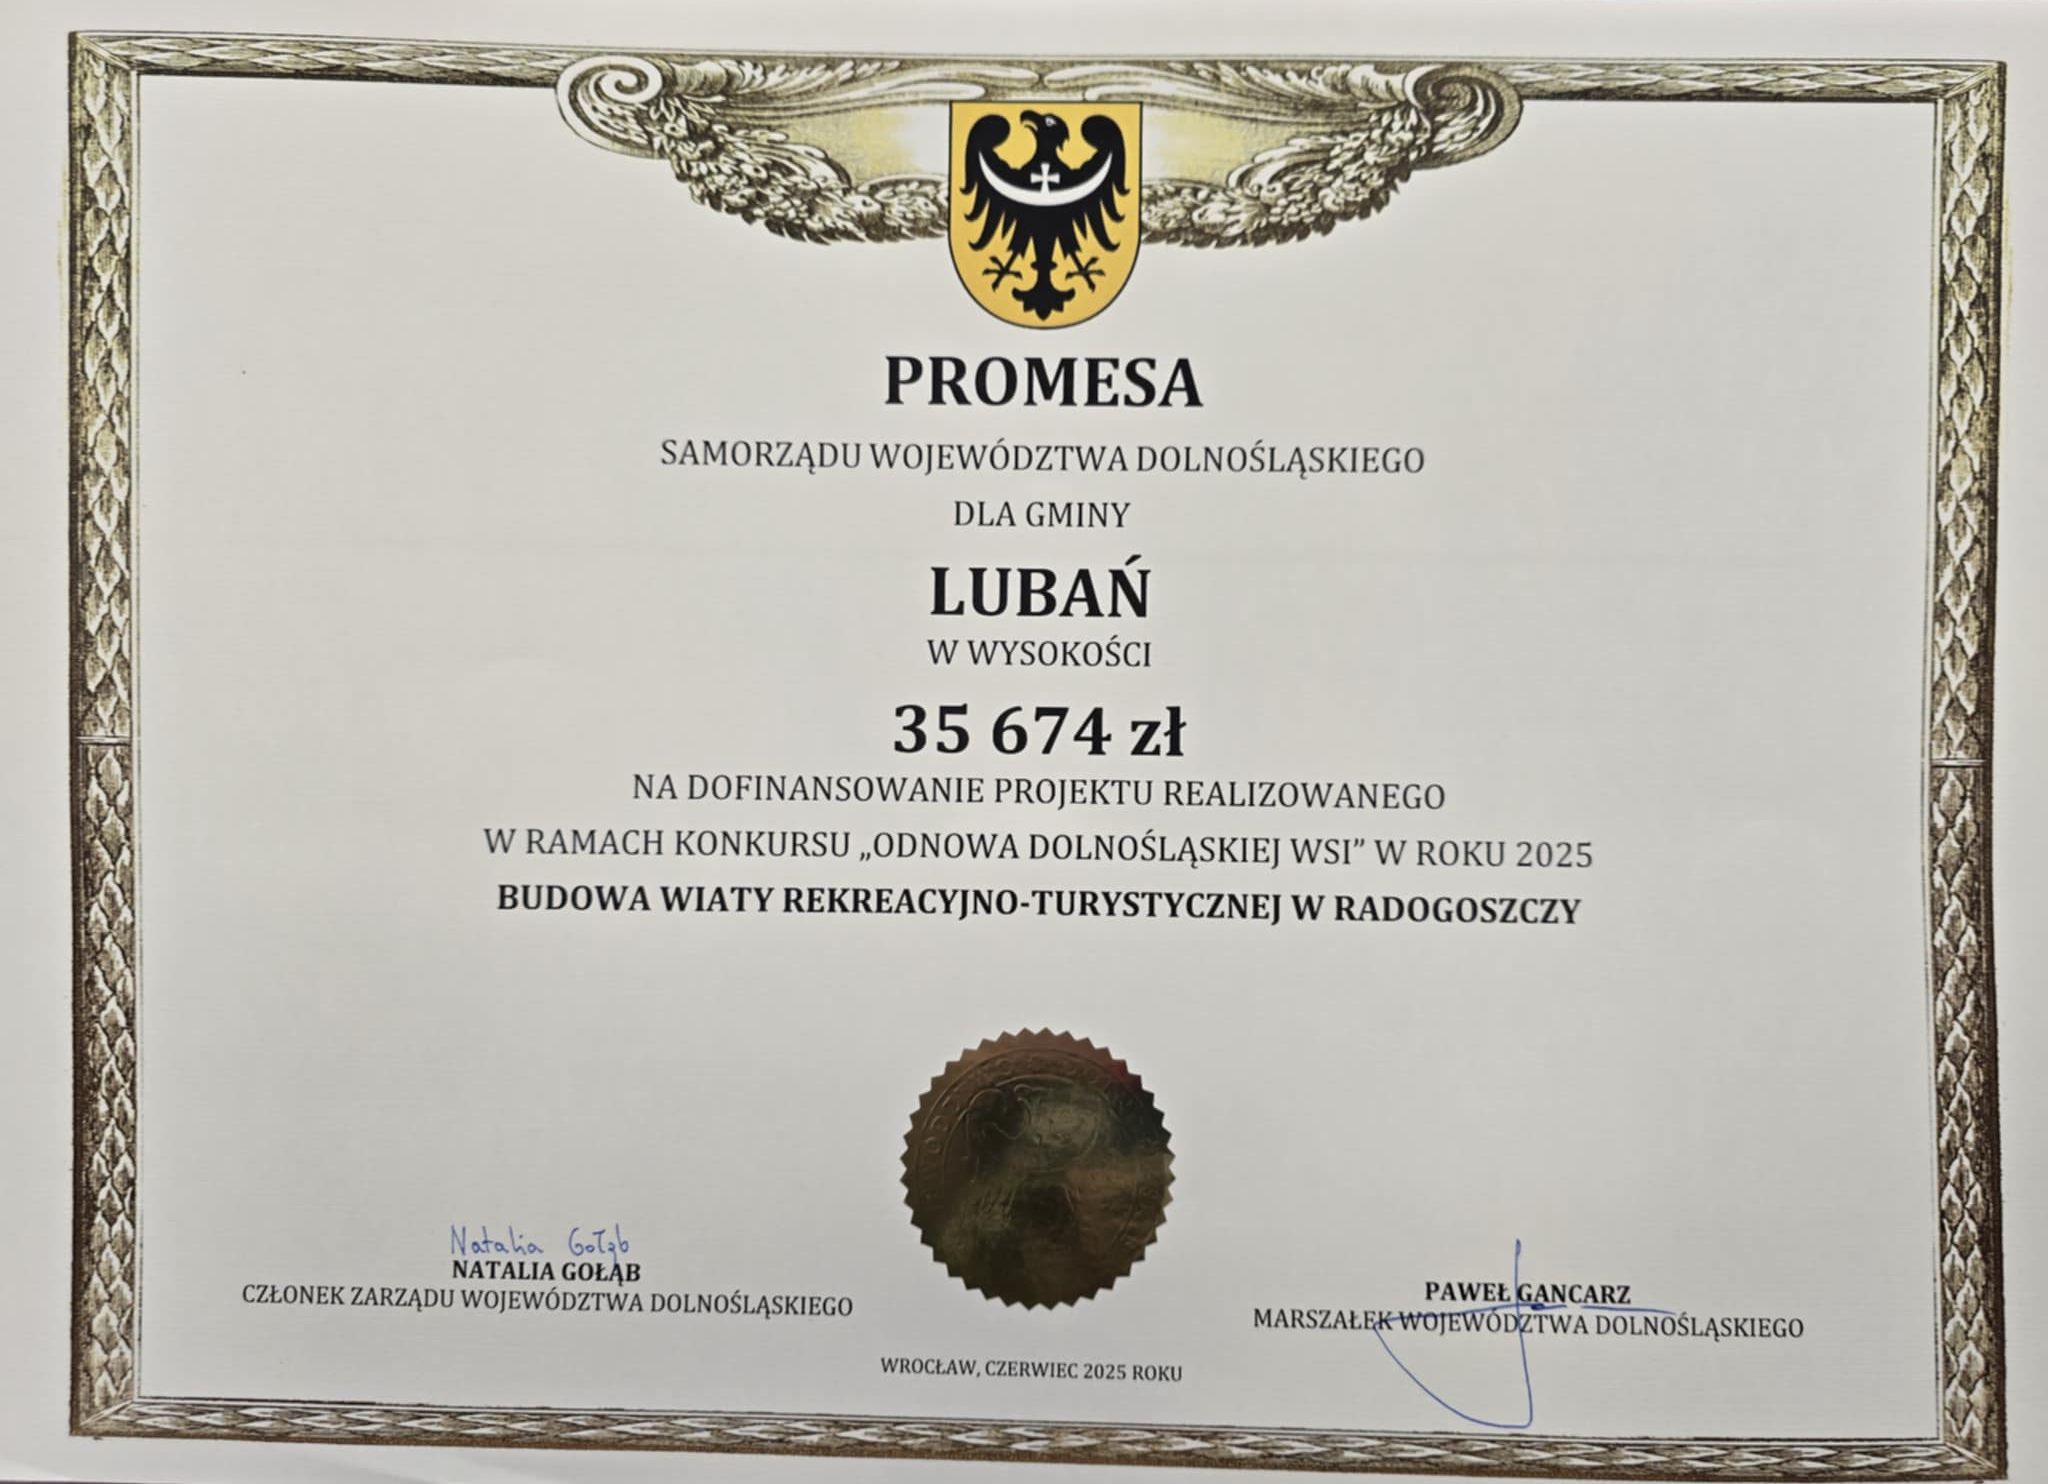 PROMESA
SAMORZĄDU WOJEWÓDZTWA DOLNOŚLĄSKIEGO
DLA GMINY
LUBAŃ
W WYSOKOŚCI
35 674 zł
NA DOFINANSOWANIE PROJEKTU REALIZOWANEGO
W RAMACH KONKURSU „ODNOWA DOLNOŚLĄSKIEJ WSI” W ROKU 2025
BUDOWA WIATY REKREACYJNO-TURYSTYCZNEJ W RADOGOSZCZY
Natalia Gołąb
NATALIA GOŁĄB
CZŁONEK ZARZĄDU WOJEWÓDZTWA DOLNOŚLĄSKIEGO
PAWEŁ GANCARZ
MARSZAŁEK WOJEWÓDZTWA DOLNOŚLĄSKIEGO
WROCŁAW, CZERWIEC 2025 ROKU